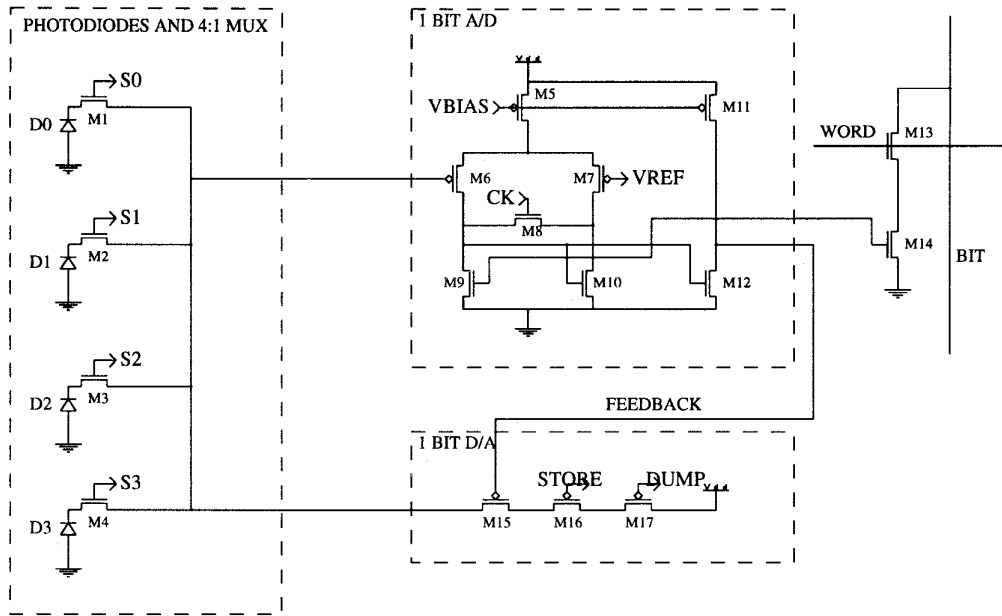 PHOTODIODES AND 4:1 MUX
S0
M1
D0
S1
M2
D1
S2
M3
D2
S3
M4
D3
1 BIT A/D
Vdd
M5
VBIAS
M11
M6
M7
VREF
CK
M8
M9
M10
M12
WORD
M13
M14
BIT
FEEDBACK
1 BIT D/A
STORE
DUMP
Vdd
M15
M16
M17